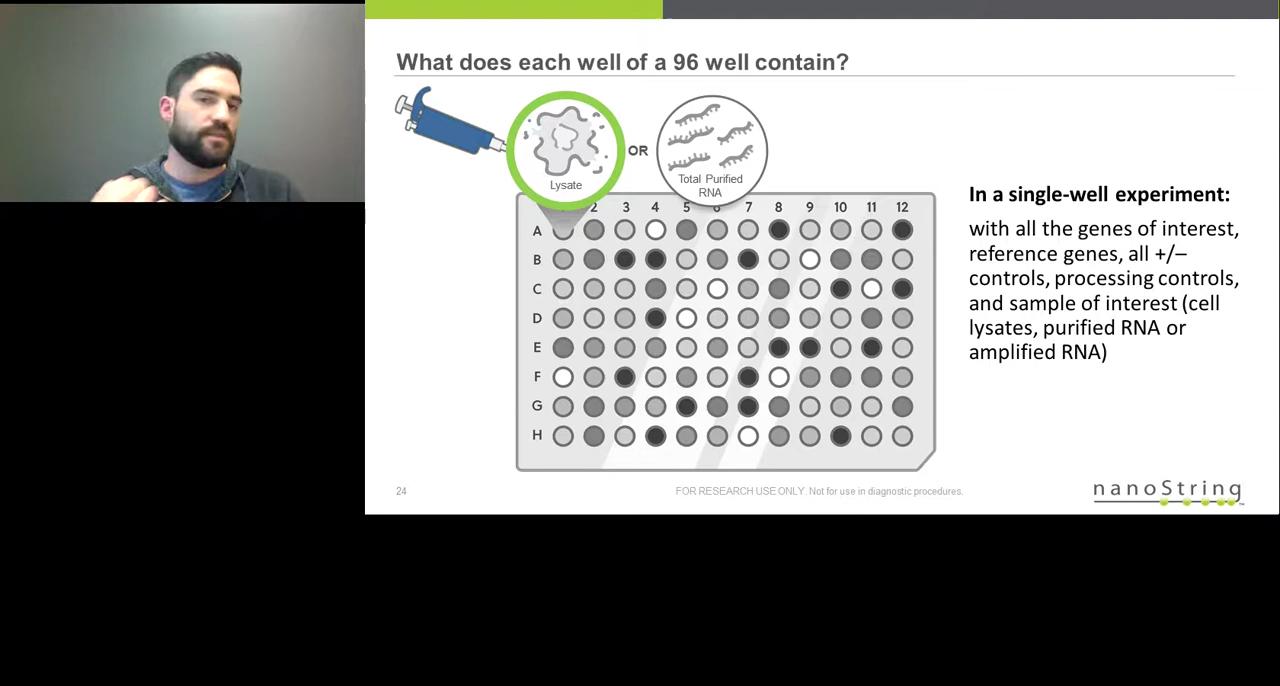 What does each well of a 96 well contain?
Lysate
OR
Total Purified
RNA
2 3 4 5 6 7 8 9 10 11 12
A
B
C
D
E
F
G
H
In a single-well experiment:
with all the genes of interest,
reference genes, all +/–
controls, processing controls,
and sample of interest (cell
lysates, purified RNA or
amplified RNA)
24
FOR RESEARCH USE ONLY. Not for use in diagnostic procedures.
nanoString